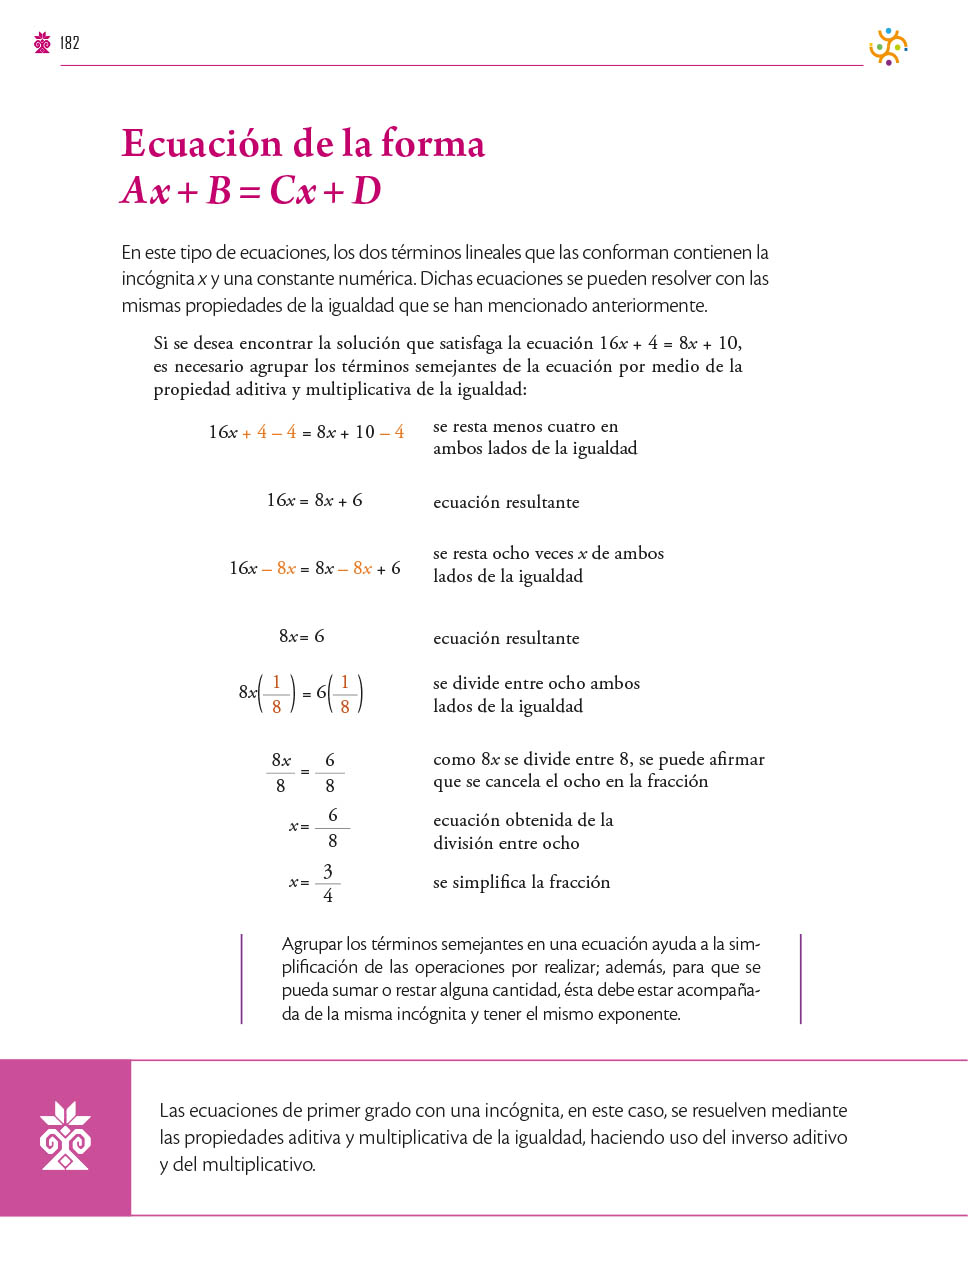 182
Ecuación de la forma
Ax + B = Cx + D
En este tipo de ecuaciones, los dos términos lineales que las conforman contienen la
incógnita x y una constante numérica. Dichas ecuaciones se pueden resolver con las
mismas propiedades de la igualdad que se han mencionado anteriormente.
Si se desea encontrar la solución que satisfaga la ecuación 16x + 4 = 8x + 10,
es necesario agrupar los términos semejantes de la ecuación por medio de la
propiedad aditiva y multiplicativa de la igualdad:
16x + 4 – 4 = 8x + 10 – 4
se resta menos cuatro en
ambos lados de la igualdad
16x = 8x + 6
ecuación resultante
16x – 8x = 8x – 8x + 6
se resta ocho veces x de ambos
lados de la igualdad
8x = 6
ecuación resultante
8x(1/8) = 6(1/8)
se divide entre ocho ambos
lados de la igualdad
8x/8 = 6/8
como 8x se divide entre 8, se puede afirmar
que se cancela el ocho en la fracción
x = 6/8
ecuación obtenida de la
división entre ocho
x = 3/4
se simplifica la fracción
Agrupar los términos semejantes en una ecuación ayuda a la sim-
plificación de las operaciones por realizar; además, para que se
pueda sumar o restar alguna cantidad, ésta debe estar acompaña-
da de la misma incógnita y tener el mismo exponente.
Las ecuaciones de primer grado con una incógnita, en este caso, se resuelven mediante
las propiedades aditiva y multiplicativa de la igualdad, haciendo uso del inverso aditivo
y del multiplicativo.